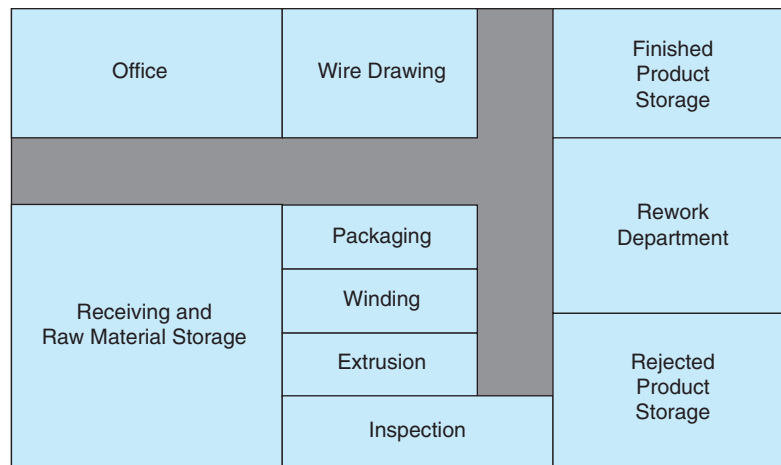 Office
Wire Drawing
Finished
Product
Storage
Rework
Department
Packaging
Winding
Receiving and
Raw Material Storage
Extrusion
Rejected
Product
Storage
Inspection